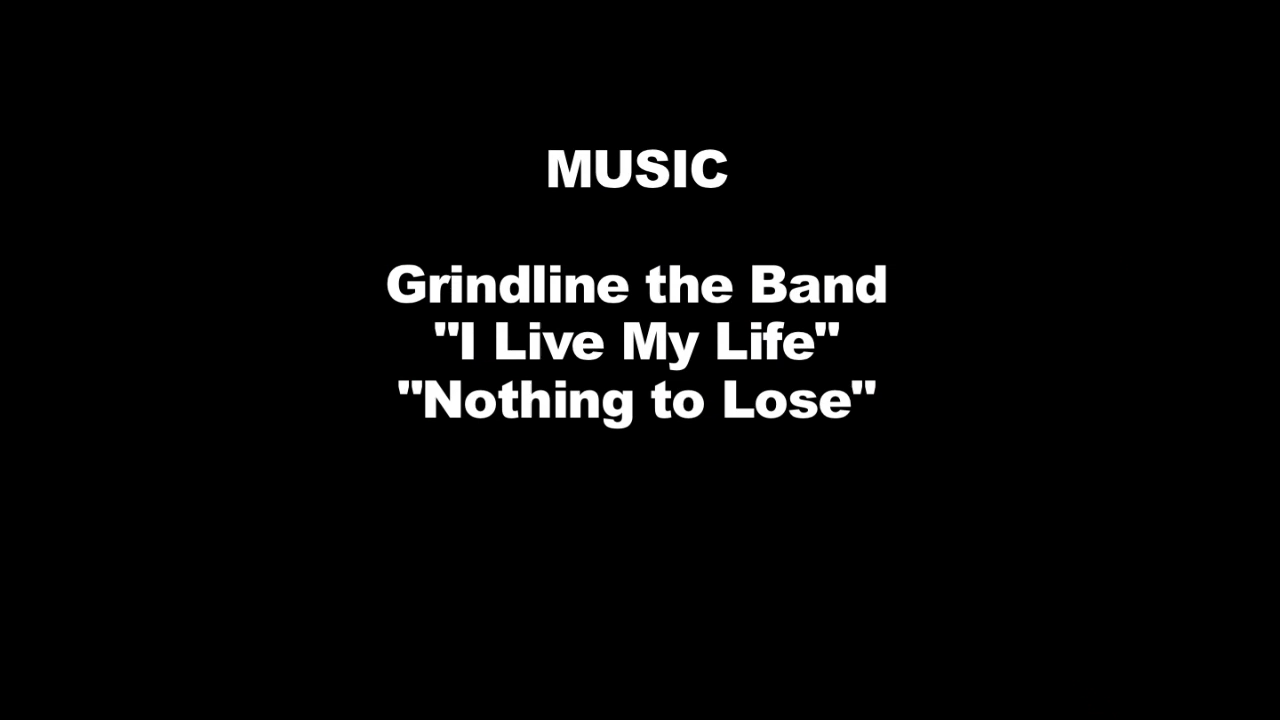 MUSIC
Grindline the Band
"I Live My Life"
"Nothing to Lose"